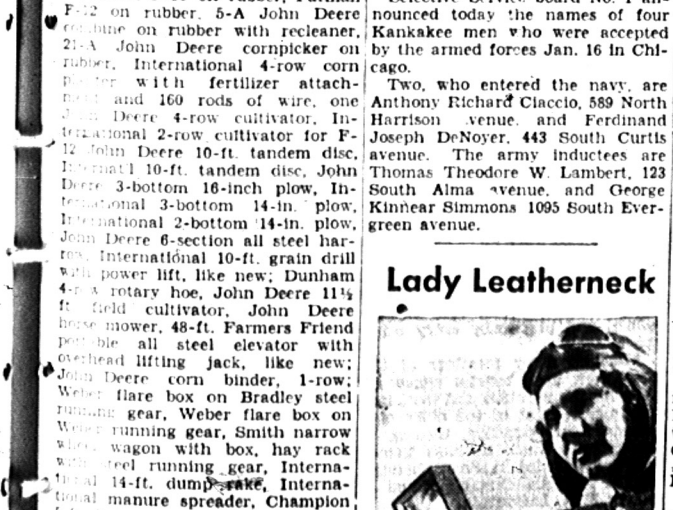 F-12 on rubber, 5-A John Deere
combine on rubber with recleaner,
21-A John Deere cornpicker on
rubber, International 4-row corn
planter with fertilizer attach-
ment and 160 rods of wire, one
John Deere 4-row cultivator, In-
ternational 2-row cultivator for F-
12, John Deere 10-ft. tandem disc,
Internat'l 10-ft. tandem disc, John
Deere 3-bottom 16-inch plow, In-
ternational 3-bottom 14-in. plow,
International 2-bottom 14-in. plow,
John Deere 6-section all steel har-
row, International 10-ft. grain drill
with power lift, like new; Dunham
4-row rotary hoe, John Deere 11½
ft field cultivator, John Deere
horse mower, 48-ft. Farmers Friend
portable all steel elevator with
overhead lifting jack, like new;
John Deere corn binder, 1-row;
Weber flare box on Bradley steel
running gear, Weber flare box on
Weber running gear, Smith narrow
wheel wagon with box, hay rack
with steel running gear, Interna-
tional 14-ft. dump rake, Interna-
tional manure spreader, Champion
nounced today the names of four
Kankakee men who were accepted
by the armed forces Jan. 16 in Chi-
cago.
Two, who entered the navy, are
Anthony Richard Ciaccio, 589 North
Harrison avenue, and Ferdinand
Joseph DeNoyer, 443 South Curtis
avenue. The army inductees are
Thomas Theodore W. Lambert, 123
South Alma avenue, and George
Kinnear Simmons 1095 South Ever-
green avenue.
Lady Leatherneck